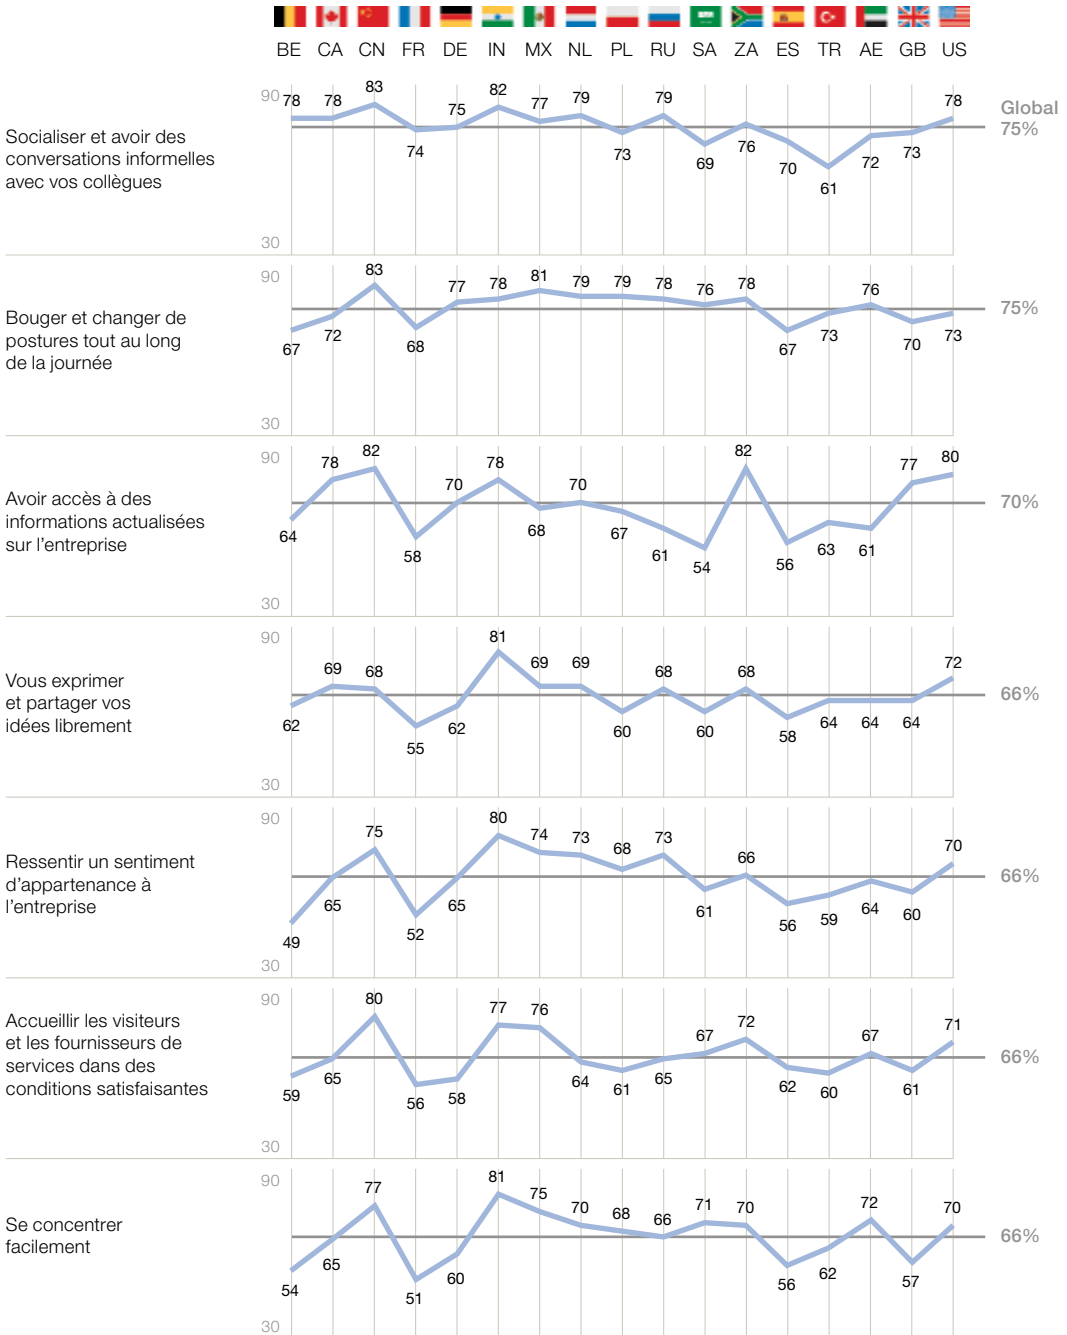 BE CA CN FR DE IN MX NL PL RU SA ZA ES TR AE GB US
Socialiser et avoir des
conversations informelles
avec vos collègues
90
30
78 78 83 74 75 82 77 79 73 79 69 76 70 61 72 73 78
Global
75%
Bouger et changer de
postures tout au long
de la journée
90
30
67 72 83 68 77 78 81 79 79 78 76 78 67 73 76 70 73
75%
Avoir accès à des
informations actualisées
sur l’entreprise
90
30
64 78 82 58 70 78 68 70 67 61 54 82 56 63 61 77 80
70%
Vous exprimer
et partager vos
idées librement
90
30
62 69 68 55 62 81 69 69 60 68 60 68 58 64 64 64 72
66%
Ressentir un sentiment
d’appartenance à
l’entreprise
90
30
49 65 75 52 65 80 74 73 68 73 61 66 56 59 64 60 70
66%
Accueillir les visiteurs
et les fournisseurs de
services dans des
conditions satisfaisantes
90
30
59 65 80 56 58 77 76 64 61 65 67 72 62 60 67 61 71
66%
Se concentrer
facilement
90
30
54 65 77 51 60 81 75 70 68 66 71 70 56 62 72 57 70
66%